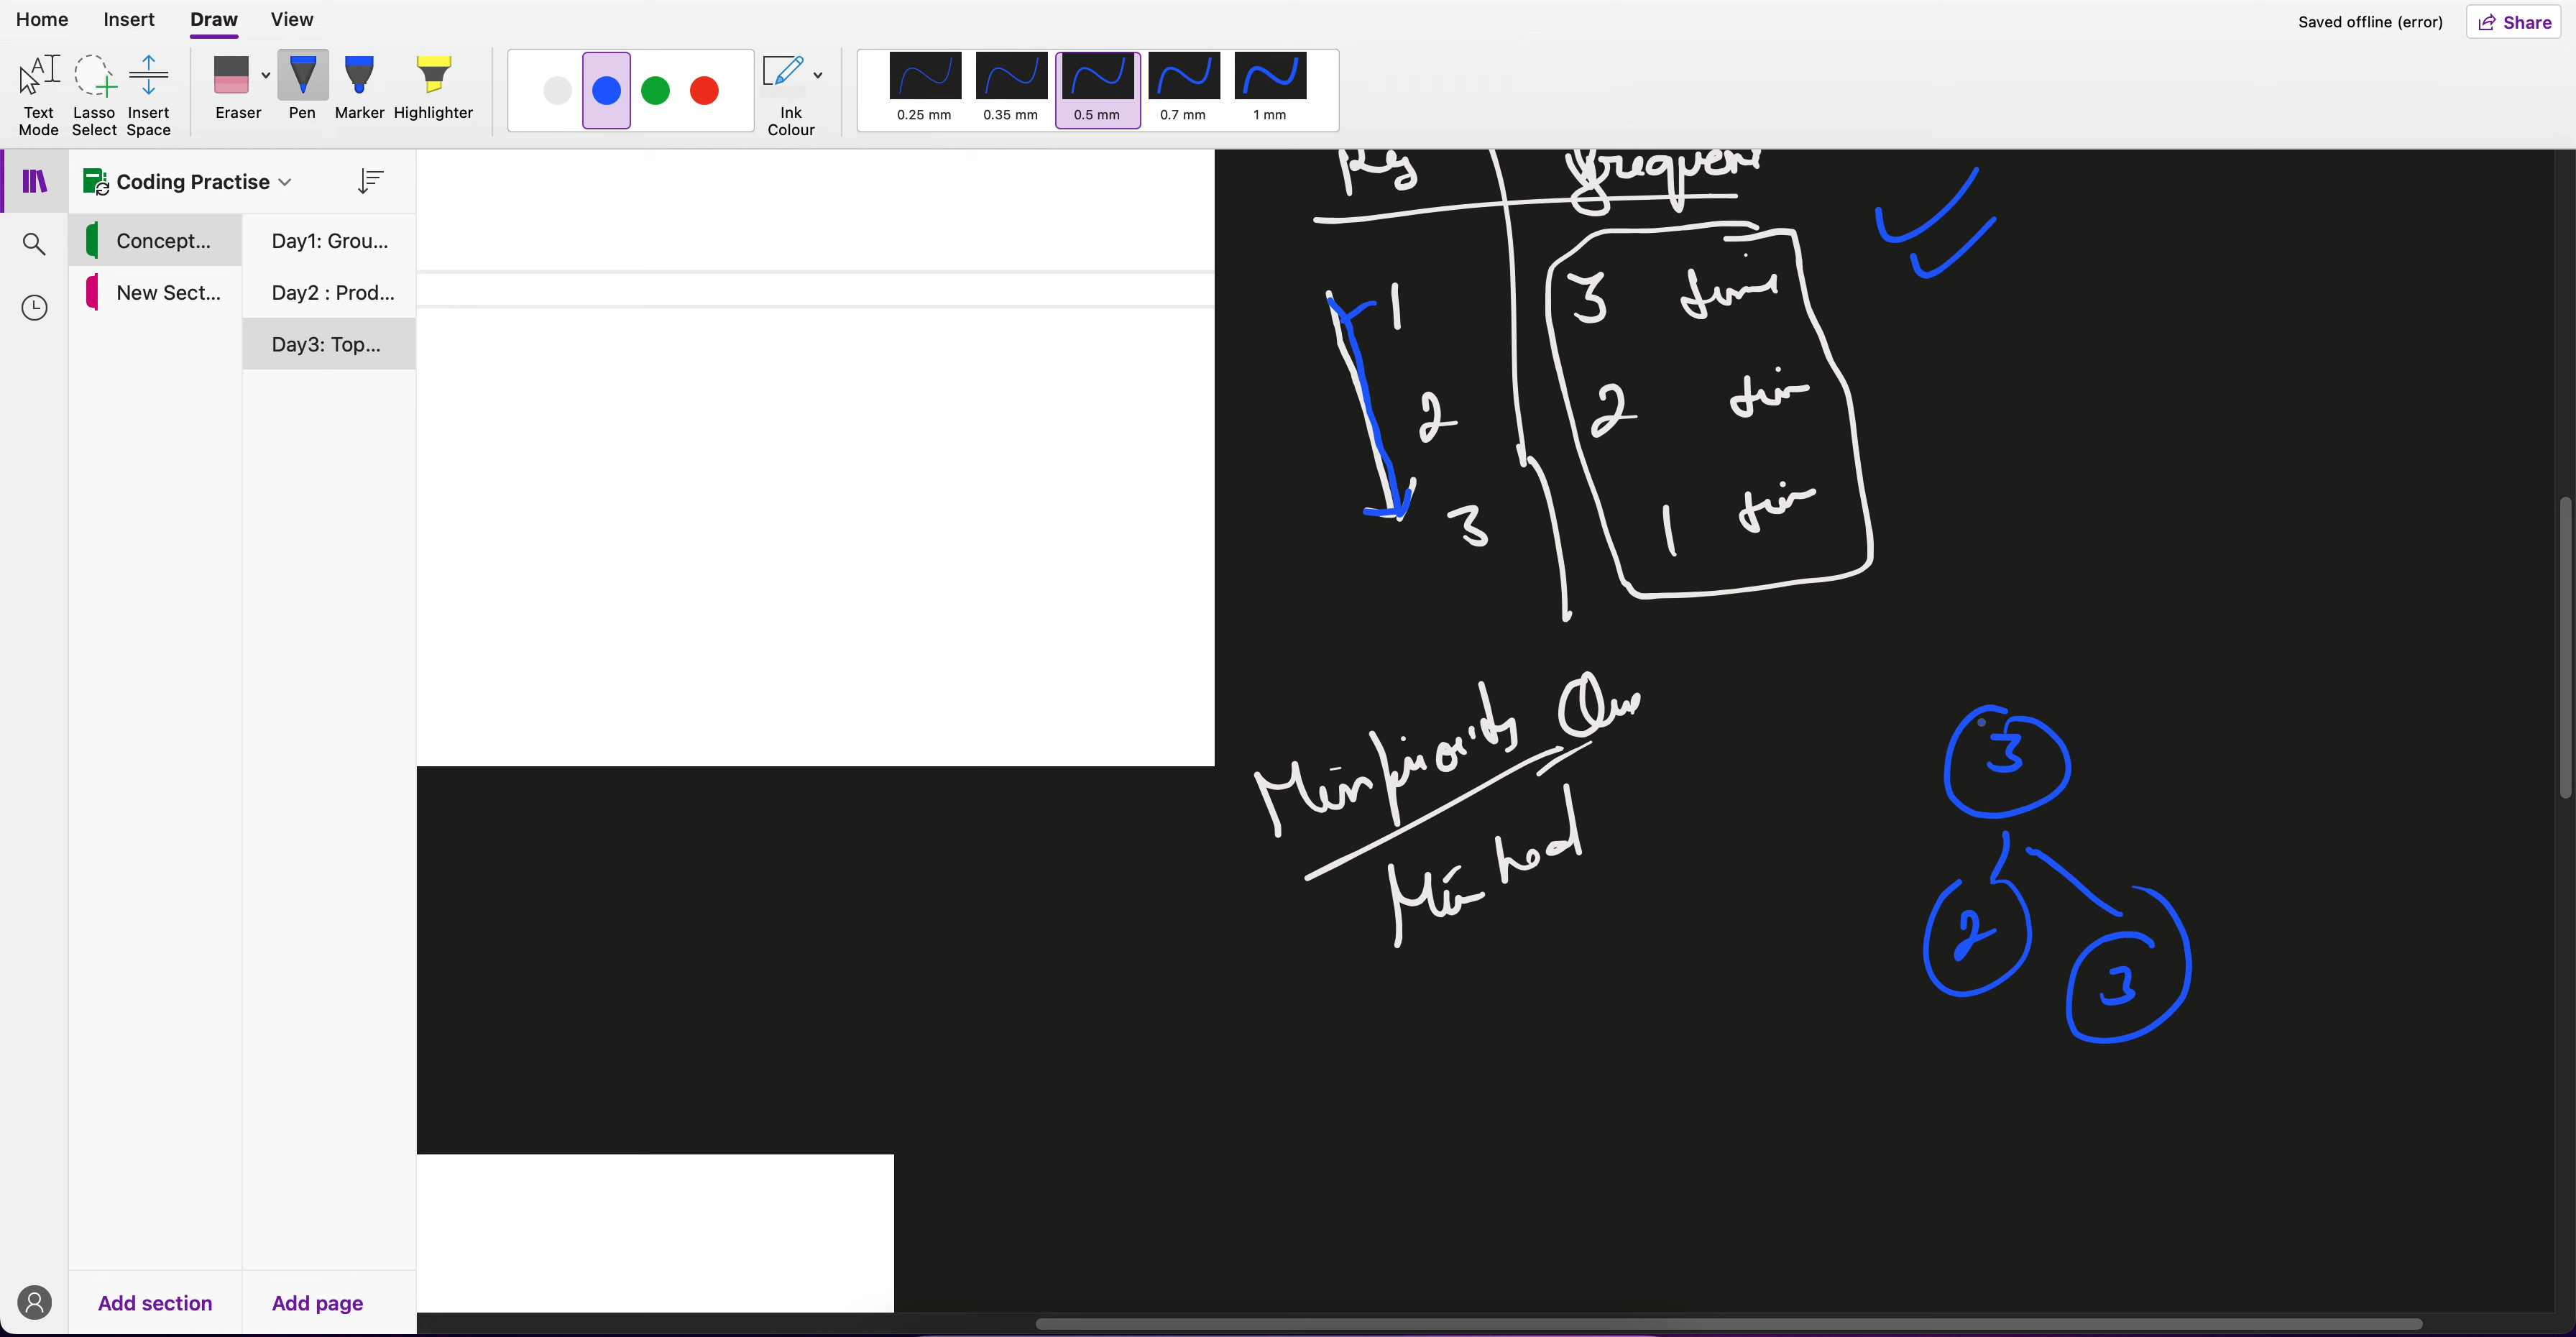 Home Insert Draw View
Saved offline (error) Share
Text Mode
Lasso Select
Insert Space
Eraser
Pen
Marker
Highlighter
Ink Colour
0.25 mm
0.35 mm
0.5 mm
0.7 mm
1 mm
Coding Practise
Concept...
New Sect...
Day1: Grou...
Day2 : Prod...
Day3: Top...
frequent
1 3
2 2
3 1
Min priority
Min
3
2 3
Add section
Add page